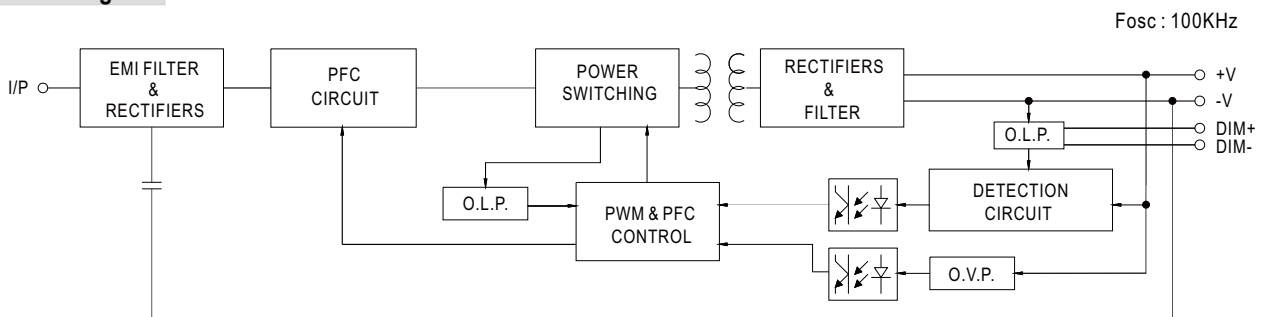 Fosc : 100KHz
I/P
EMI FILTER
&
RECTIFIERS
PFC
CIRCUIT
POWER
SWITCHING
RECTIFIERS
&
FILTER
+V
-V
DIM+
DIM-
O.L.P.
O.L.P.
PWM & PFC
CONTROL
DETECTION
CIRCUIT
O.V.P.